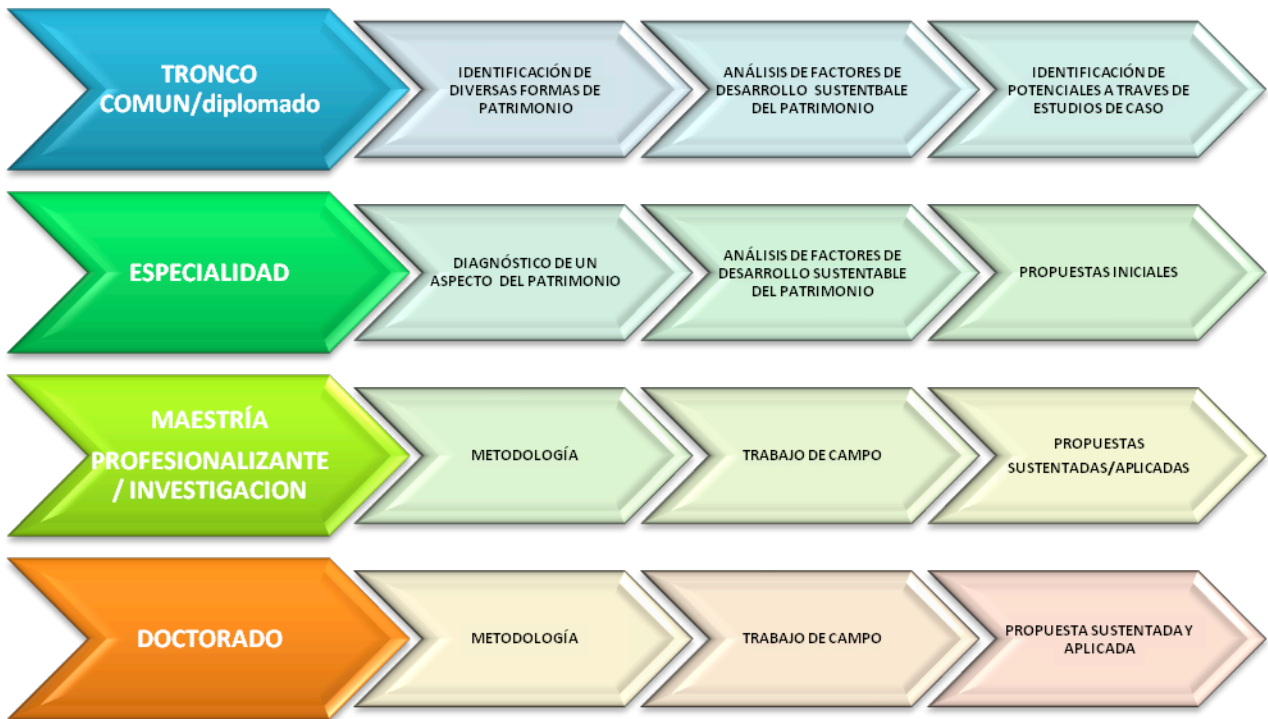 TRONCO
COMUN/diplomado
IDENTIFICACIÓN DE
DIVERSAS FORMAS DE
PATRIMONIO
ANÁLISIS DE FACTORES DE
DESARROLLO SUSTENTBALE
DEL PATRIMONIO
IDENTIFICACIÓN DE
POTENCIALES A TRAVES DE
ESTUDIOS DE CASO
ESPECIALIDAD
DIAGNÓSTICO DE UN
ASPECTO DEL PATRIMONIO
ANÁLISIS DE FACTORES DE
DESARROLLO SUSTENTABLE
DEL PATRIMONIO
PROPUESTAS INICIALES
MAESTRÍA
PROFESIONALIZANTE
/ INVESTIGACION
METODOLOGÍA
TRABAJO DE CAMPO
PROPUESTAS
SUSTENTADAS/APLICADAS
DOCTORADO
METODOLOGÍA
TRABAJO DE CAMPO
PROPUESTA SUSTENTADA Y
APLICADA